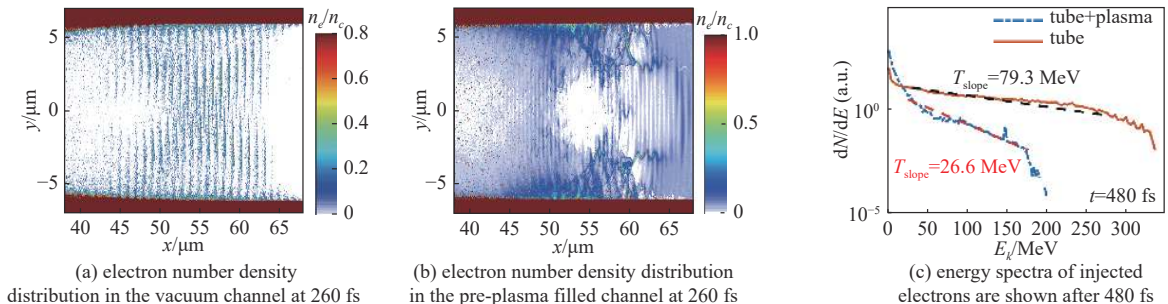 n_e/n_c
0.8
0.6
0.4
0.2
0
5
0
−5
y/μm
40 45 50 55 60 65
x/μm
(a) electron number density
distribution in the vacuum channel at 260 fs
n_e/n_c
1.0
0.5
0
5
0
−5
y/μm
40 45 50 55 60 65
x/μm
(b) electron number density distribution
in the pre-plasma filled channel at 260 fs
tube+plasma
tube
T_slope=79.3 MeV
T_slope=26.6 MeV
t=480 fs
10⁵
10⁰
10⁻⁵
dN/dE (a.u.)
0 50 100 150 200 250 300
E_k/MeV
(c) energy spectra of injected
electrons are shown after 480 fs